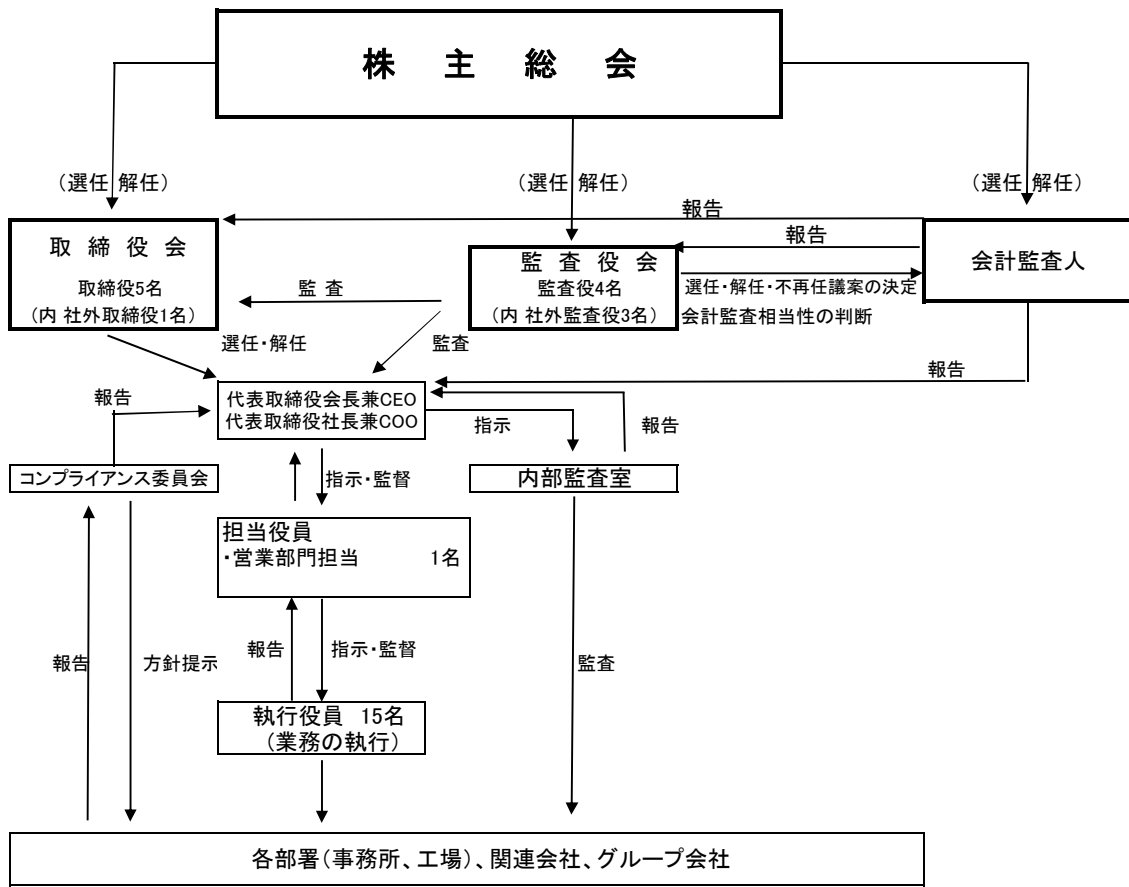 株 主 総 会
(選任 解任)
(選任 解任)
(選任 解任)
報告
取 締 役 会
取締役5名
(内 社外取締役1名)
監 査
監 査 役 会
監査役4名
(内 社外監査役3名)
報告
選任・解任・不再任議案の決定
会計監査相当性の判断
会計監査人
選任・解任
監査
報告
報告
代表取締役会長兼CEO
代表取締役社長兼COO
指示
報告
コンプライアンス委員会
指示・監督
内部監査室
担当役員
・営業部門担当 1名
報告
方針提示
報告
指示・監督
監査
執行役員 15名
(業務の執行)
各部署(事務所、工場)、関連会社、グループ会社